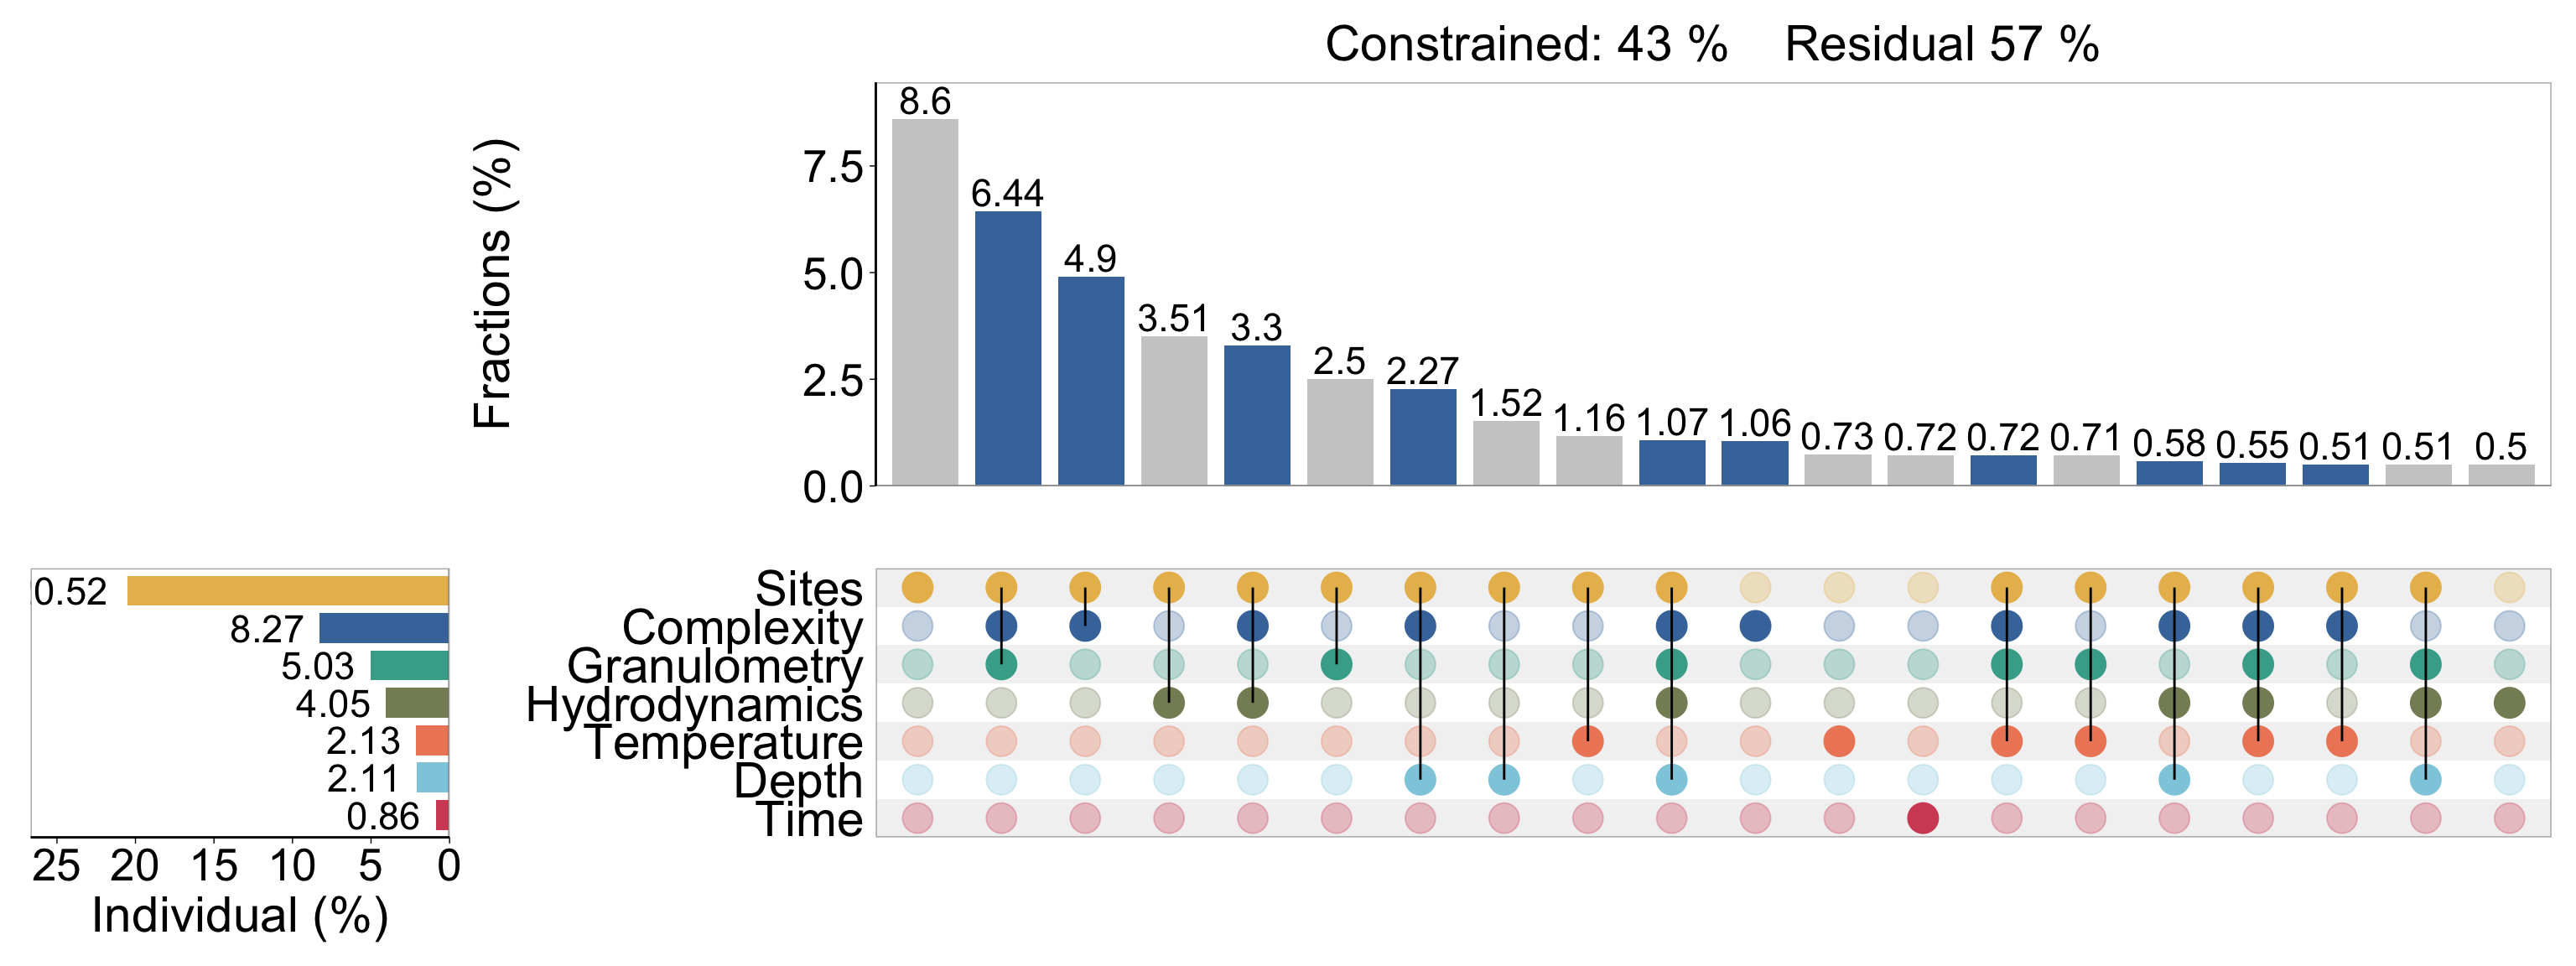 Constrained: 43 % Residual 57 %
Fractions (%)
7.5
5.0
2.5
0.0
8.6
6.44
4.9
3.51
3.3
2.5
2.27
1.52
1.16
1.07
1.06
0.73
0.72
0.72
0.71
0.58
0.55
0.51
0.51
0.5
0.52
8.27
5.03
4.05
2.13
2.11
0.86
25 20 15 10 5 0
Individual (%)
Sites
Complexity
Granulometry
Hydrodynamics
Temperature
Depth
Time